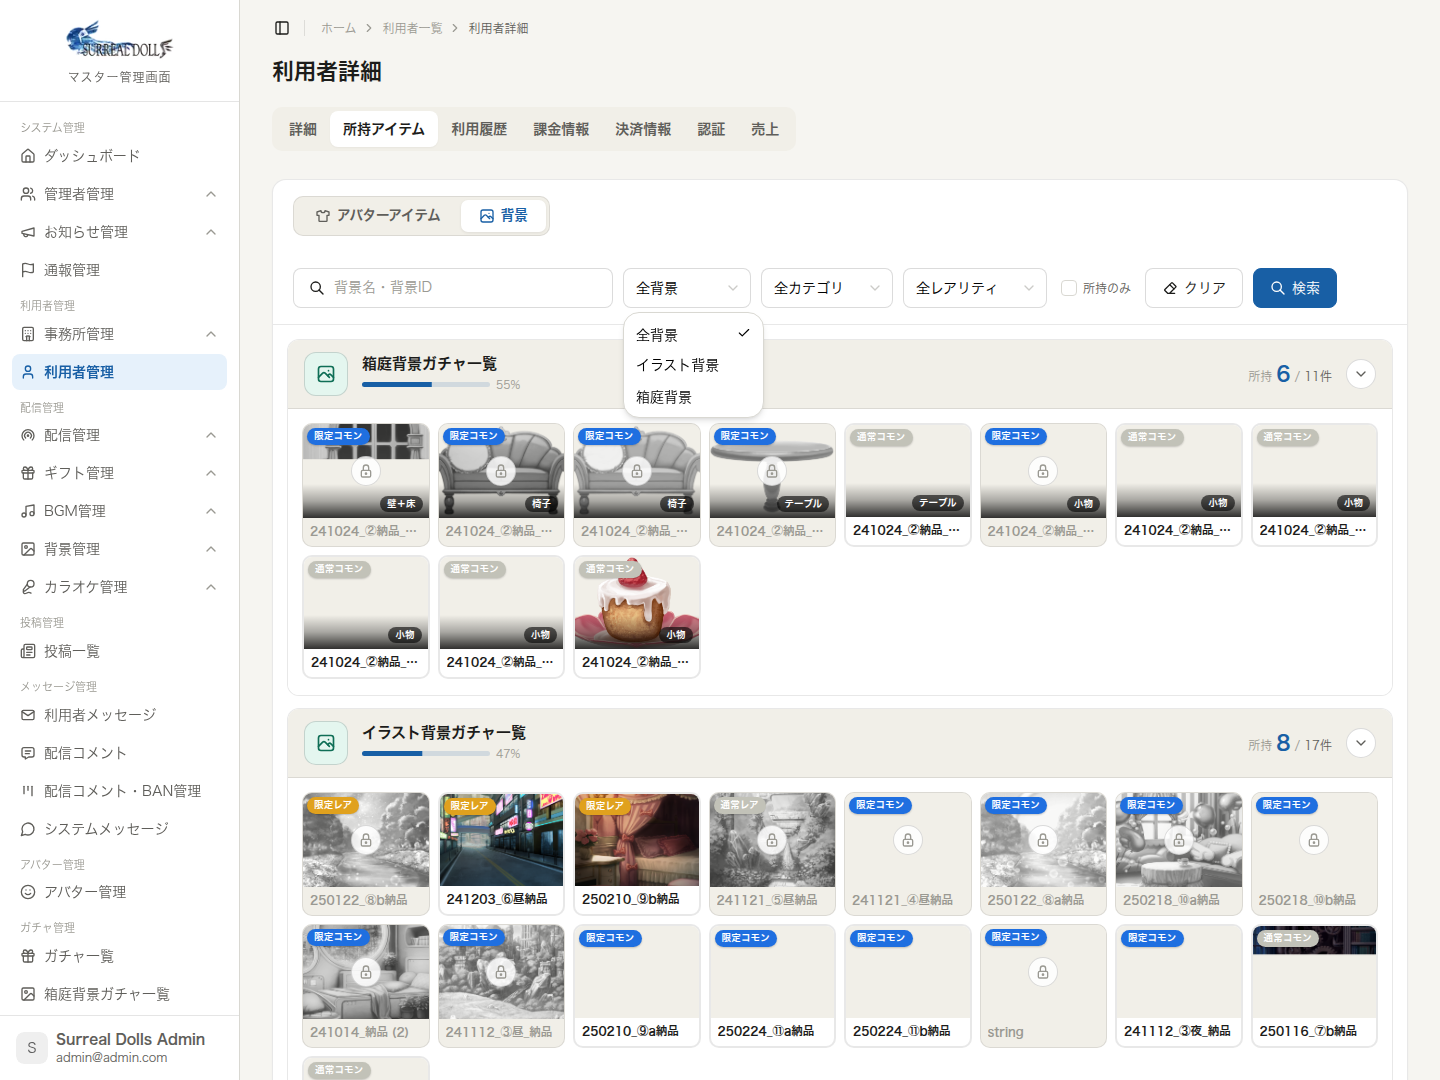 SURREAL DOLL
マスター管理画面
システム管理
ダッシュボード
管理者管理
お知らせ管理
通報管理
利用者管理
事務所管理
利用者管理
配信管理
配信管理
ギフト管理
BGM管理
背景管理
カラオケ管理
投稿管理
投稿一覧
メッセージ管理
利用者メッセージ
配信コメント
配信コメント・BAN管理
システムメッセージ
アバター管理
アバター管理
ガチャ管理
ガチャ一覧
箱庭背景ガチャ一覧
S
Surreal Dolls Admin
admin@admin.com
ホーム 利用者一覧 利用者詳細
利用者詳細
詳細 所持アイテム 利用履歴 課金情報 決済情報 認証 売上
アバターアイテム 背景
背景名・背景ID 全背景 全カテゴリ 全レアリティ 所持のみ クリア 検索
全背景
イラスト背景
箱庭背景
箱庭背景ガチャ一覧
55%
所持 6 / 11件
限定コモン 限定コモン 限定コモン 限定コモン 通常コモン 限定コモン 通常コモン 通常コモン
壁+床 椅子 椅子 テーブル テーブル 小物 小物 小物
241024_②納品_… 241024_②納品_… 241024_②納品_… 241024_②納品_… 241024_②納品_… 241024_②納品_… 241024_②納品_… 241024_②納品_…
通常コモン 通常コモン 通常コモン
小物 小物 小物
241024_②納品_… 241024_②納品_… 241024_②納品_…
イラスト背景ガチャ一覧
47%
所持 8 / 17件
限定レア 限定レア 限定レア 通常レア 限定コモン 限定コモン 限定コモン 限定コモン
250122_⑧b納品 241203_⑥昼納品 250210_⑨b納品 241121_⑤昼納品 241121_④昼納品 250122_⑧a納品 250218_⑩a納品 250218_⑩b納品
限定コモン 限定コモン 限定コモン 限定コモン 限定コモン 限定コモン 限定コモン 通常コモン
241014_納品 (2) 241112_③昼_納品 250210_⑨a納品 250224_⑪a納品 250224_⑪b納品 string 241112_③夜_納品 250116_⑦b納品
通常コモン